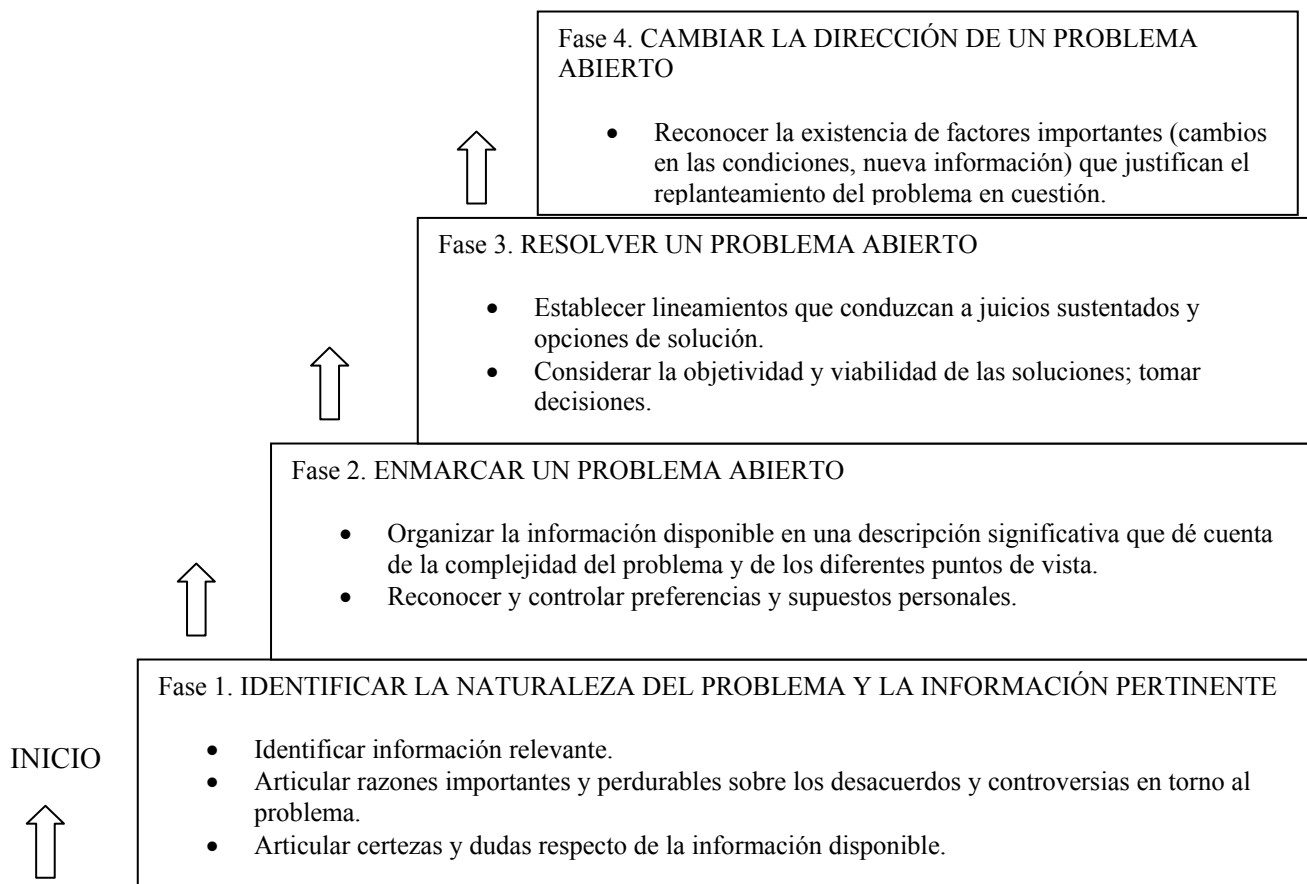 Fase 4. CAMBIAR LA DIRECCIÓN DE UN PROBLEMA
ABIERTO
• Reconocer la existencia de factores importantes (cambios
en las condiciones, nueva información) que justifican el
replanteamiento del problema en cuestión.
Fase 3. RESOLVER UN PROBLEMA ABIERTO
• Establecer lineamientos que conduzcan a juicios sustentados y
opciones de solución.
• Considerar la objetividad y viabilidad de las soluciones; tomar
decisiones.
Fase 2. ENMARCAR UN PROBLEMA ABIERTO
• Organizar la información disponible en una descripción significativa que dé cuenta
de la complejidad del problema y de los diferentes puntos de vista.
• Reconocer y controlar preferencias y supuestos personales.
Fase 1. IDENTIFICAR LA NATURALEZA DEL PROBLEMA Y LA INFORMACIÓN PERTINENTE
INICIO
• Identificar información relevante.
• Articular razones importantes y perdurables sobre los desacuerdos y controversias en torno al
problema.
• Articular certezas y dudas respecto de la información disponible.